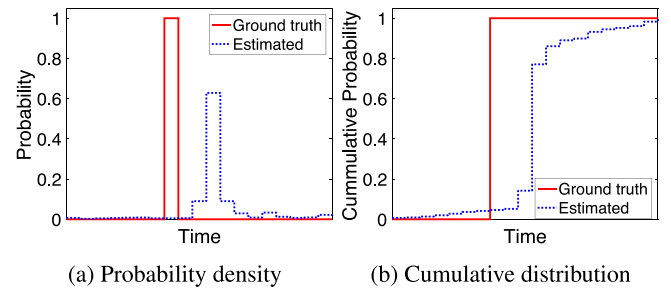 1
0.8
0.6
0.4
0.2
0
Probability
Time
Ground truth
Estimated
(a) Probability density
1
0.8
0.6
0.4
0.2
0
Cummulative Probability
Time
Ground truth
Estimated
(b) Cumulative distribution